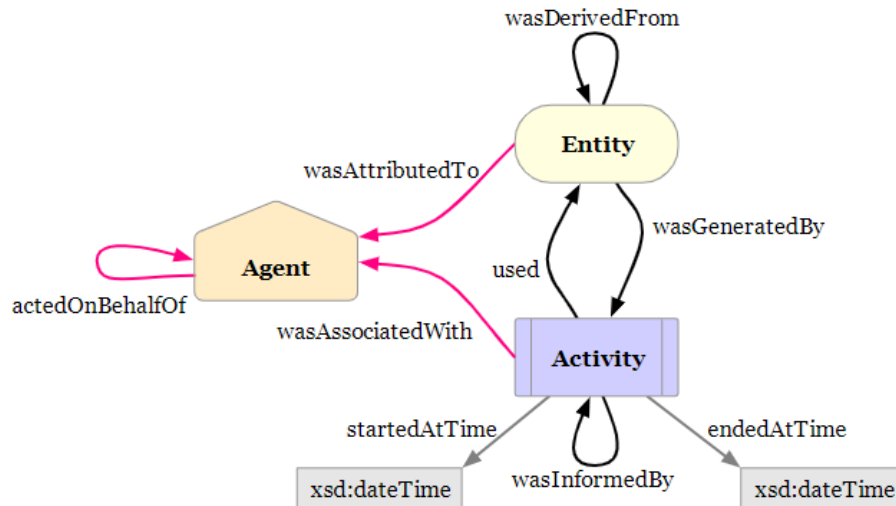 wasDerivedFrom
Entity
wasAttributedTo
wasGeneratedBy
Agent
used
actedOnBehalfOf
wasAssociatedWith
Activity
startedAtTime
endedAtTime
wasInformedBy
xsd:dateTime
xsd:dateTime